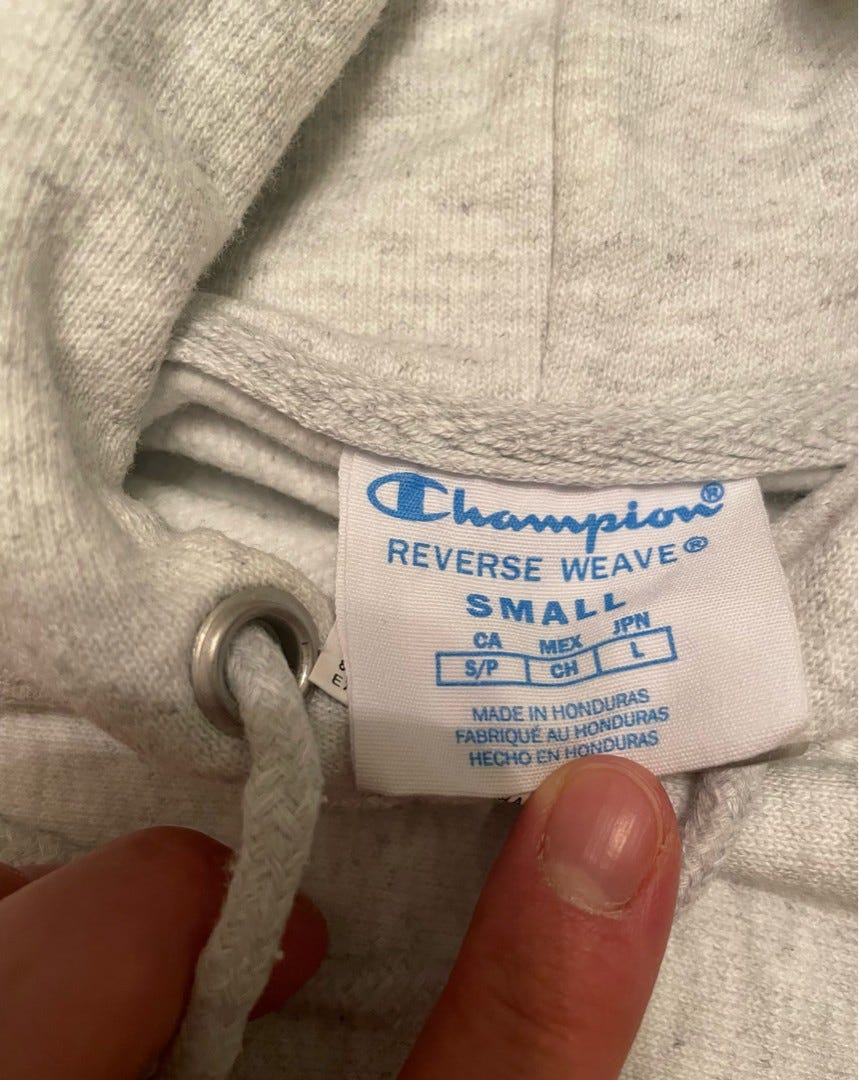 Champion®
REVERSE WEAVE®
SMALL
CA MEX JPN
S/P CH L
MADE IN HONDURAS
FABRIQUÉ AU HONDURAS
HECHO EN HONDURAS